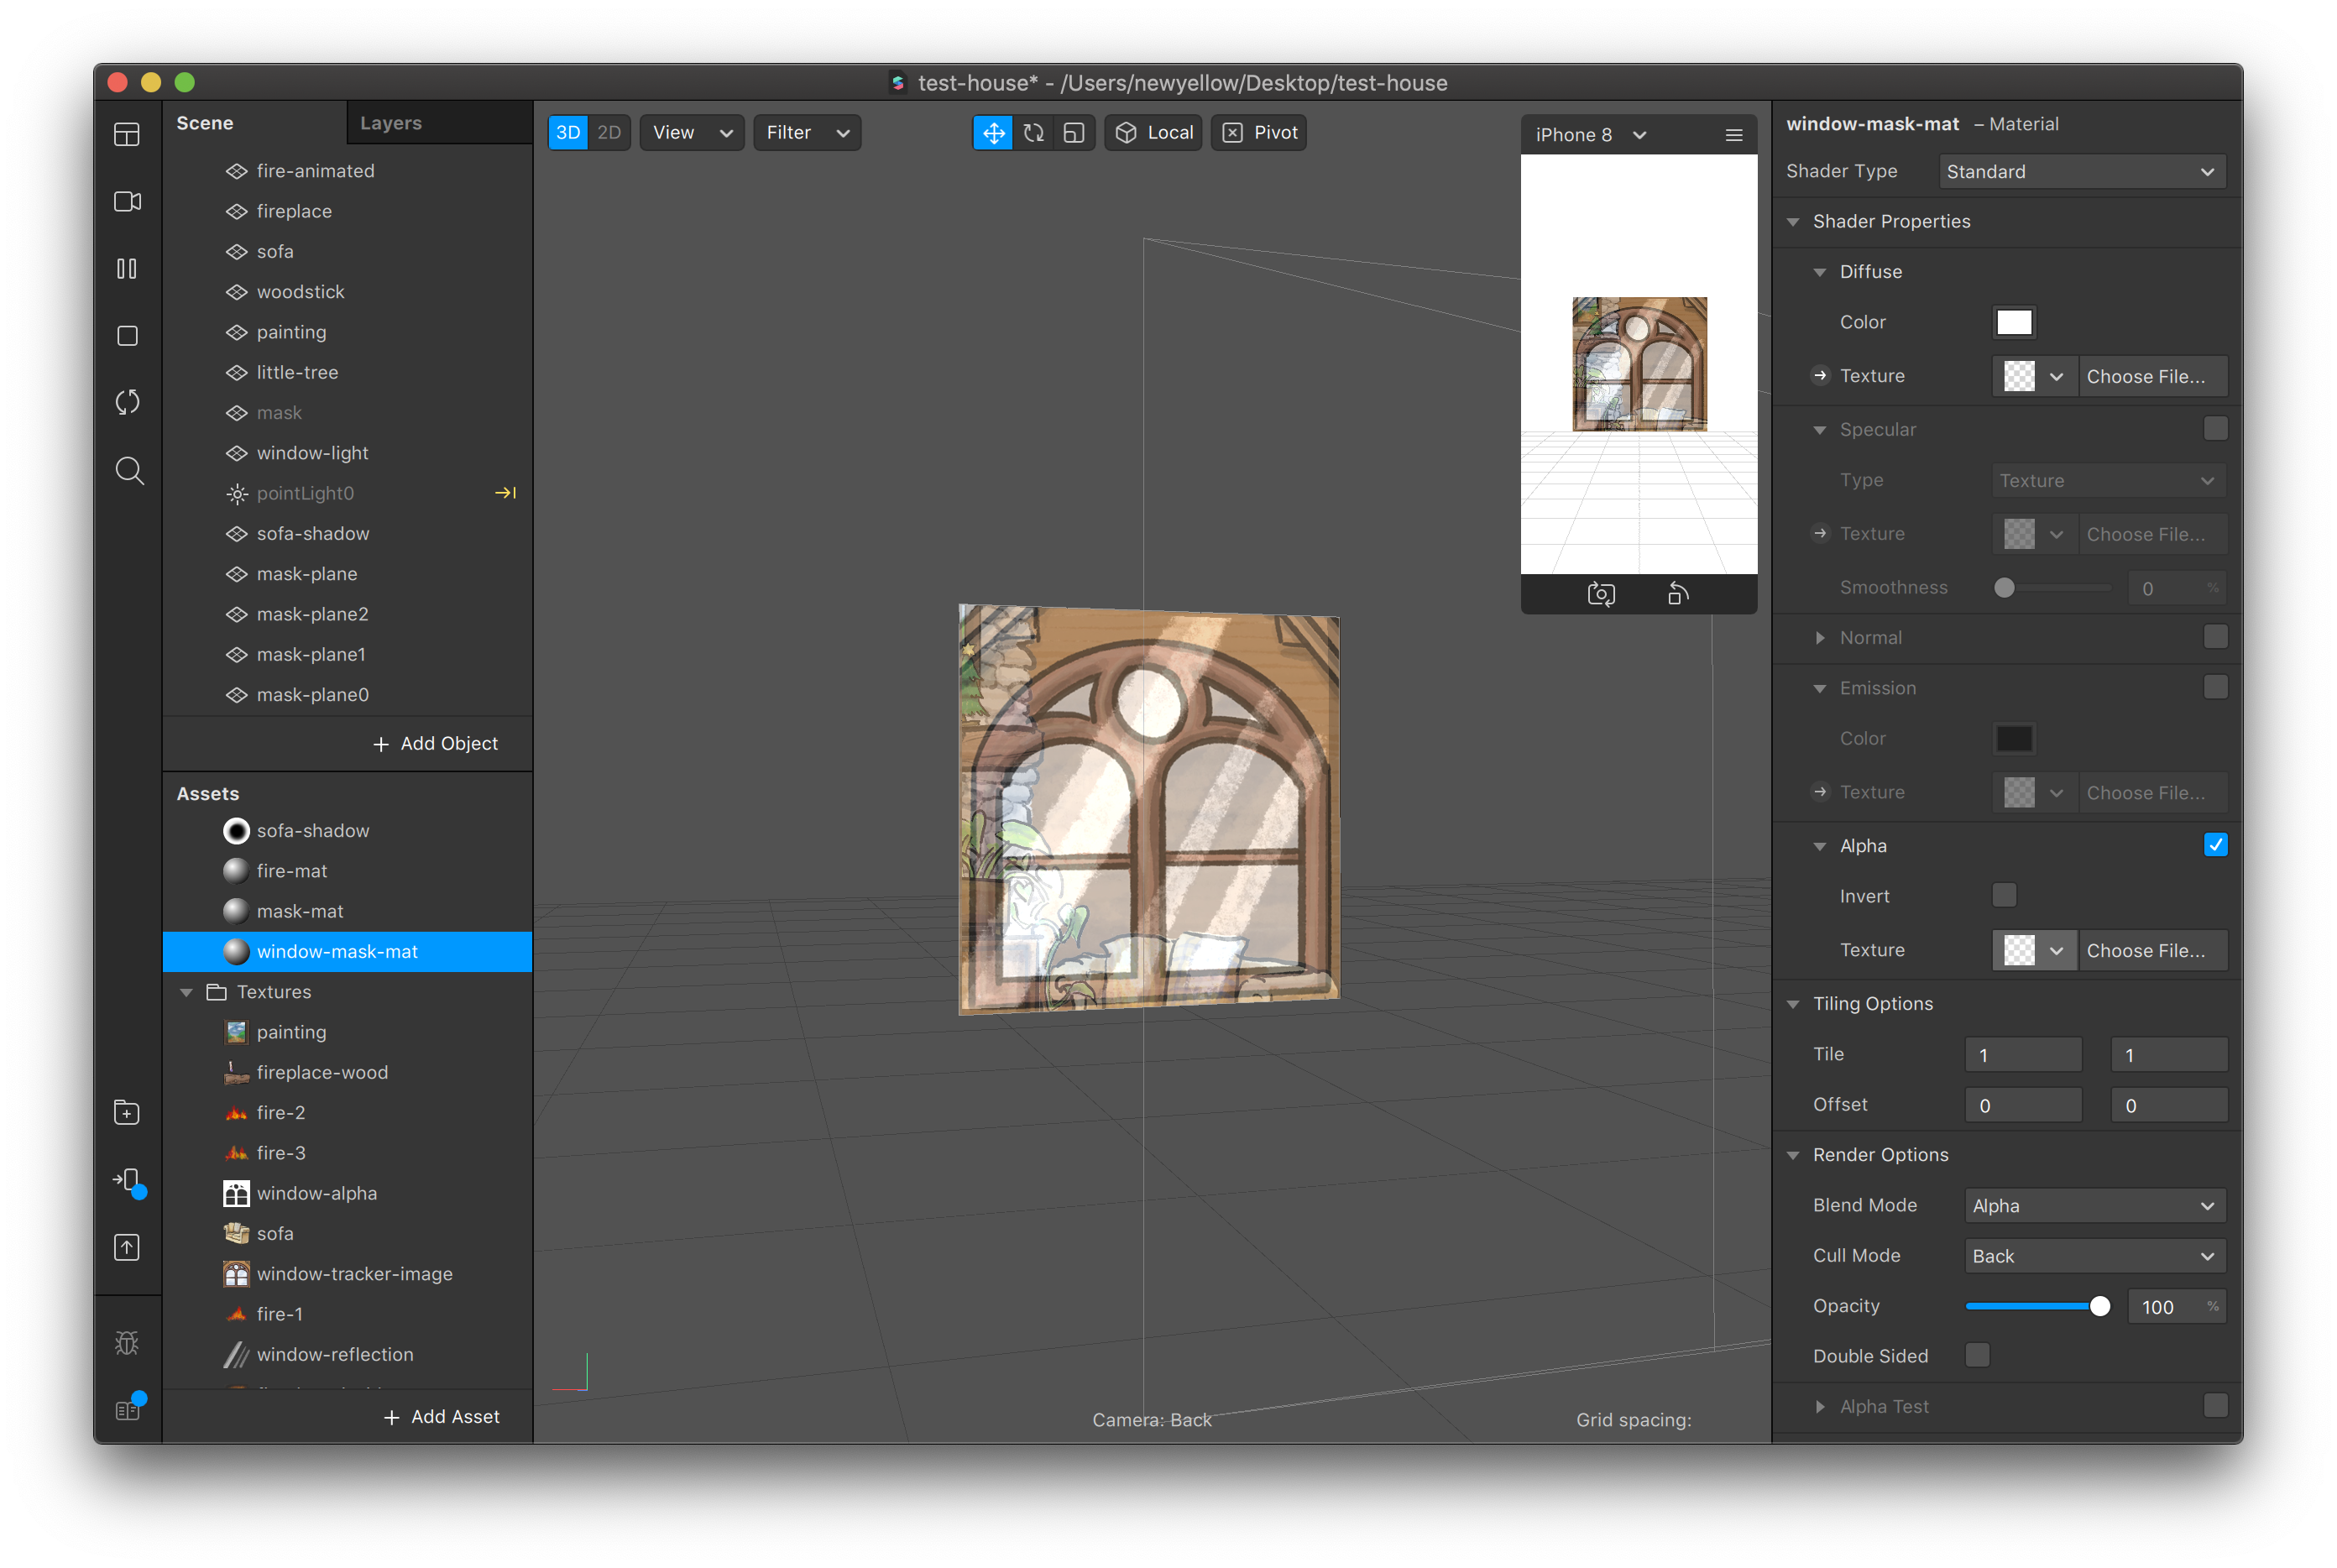 test-house* - /Users/newyellow/Desktop/test-house
Scene
Layers
fire-animated
fireplace
sofa
woodstick
painting
little-tree
mask
window-light
pointLight0
sofa-shadow
mask-plane
mask-plane2
mask-plane1
mask-plane0
+ Add Object
Assets
sofa-shadow
fire-mat
mask-mat
window-mask-mat
Textures
painting
fireplace-wood
fire-2
fire-3
window-alpha
sofa
window-tracker-image
fire-1
window-reflection
+ Add Asset
3D 2D View Filter Local Pivot
iPhone 8
Camera: Back
Grid spacing:
window-mask-mat – Material
Shader Type Standard
Shader Properties
Diffuse
Color
Texture Choose File...
Specular
Type Texture
Texture Choose File...
Smoothness 0 %
Normal
Emission
Color
Texture Choose File...
Alpha
Invert
Texture Choose File...
Tiling Options
Tile 1 1
Offset 0 0
Render Options
Blend Mode Alpha
Cull Mode Back
Opacity 100 %
Double Sided
Alpha Test